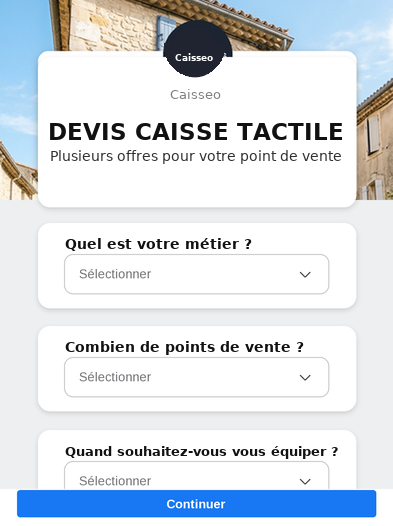 Caisseo
Caisseo
DEVIS CAISSE TACTILE
Plusieurs offres pour votre point de vente
Quel est votre métier ?
Sélectionner
Combien de points de vente ?
Sélectionner
Quand souhaitez-vous vous équiper ?
Sélectionner
Continuer